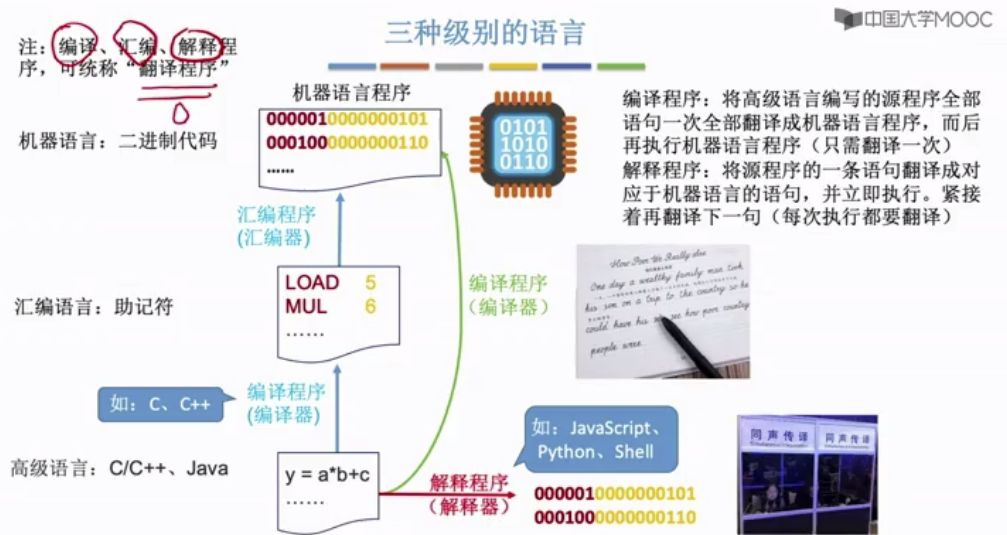 中国大学MOOC
三种级别的语言
注：编译、汇编、解释程
序，可统称“翻译程序”
机器语言程序
000001 0000000101
000100 0000000110
……
机器语言：二进制代码
0101
1010
0110
编译程序：将高级语言编写的源程序全部
语句一次全部翻译成机器语言程序，而后
再执行机器语言程序（只需翻译一次）
解释程序：将源程序的一条语句翻译成对
应于机器语言的语句，并立即执行。紧接
着再翻译下一句（每次执行都要翻译）
汇编程序
(汇编器)
汇编语言：助记符
LOAD 5
MUL 6
……
编译程序
（编译器）
How Poor We Really Are
One day a wealthy family man took
his son on a trip to the country so he
could have his son see how poor country
people were
如：C、C++
编译程序
(编译器)
高级语言：C/C++、Java
y = a*b+c
……
解释程序
（解释器）
如：JavaScript、
Python、Shell
000001 0000000101
000100 0000000110
同声传译
同声传译